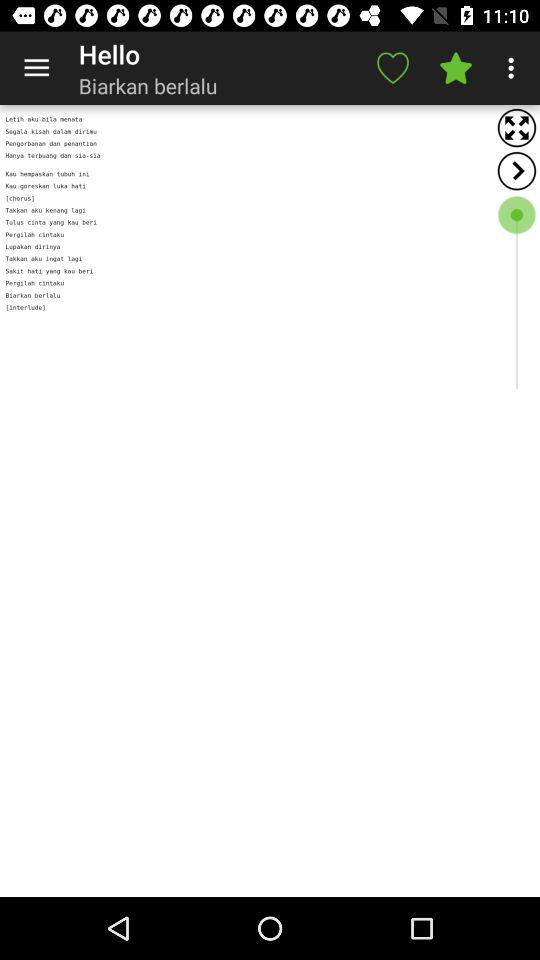 11:10
Hello
Biarkan berlalu
Letih aku bila menata
Segala kisah dalam dirimu
Pengorbanan dan penantian
Hanya terbuang dan sia-sia
Kau hempaskan tubuh ini
Kau goreskan luka hati
[chorus]
Takkan aku kenang lagi
Tulus cinta yang kau beri
Pergilah cintaku
Lupakan dirinya
Takkan aku ingat lagi
Sakit hati yang kau beri
Pergilah cintaku
Biarkan berlalu
[interlude]